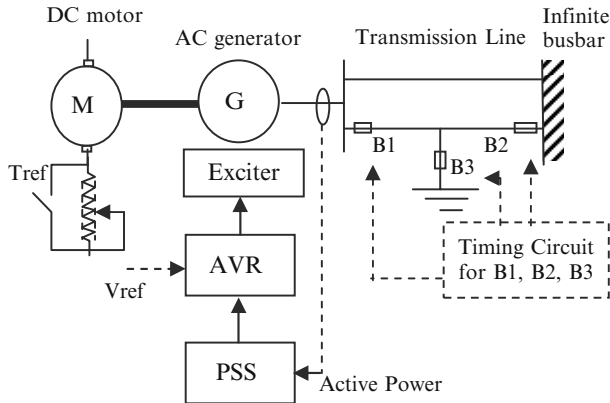 DC motor
AC generator
Transmission Line
Infinite
busbar
M
G
B1
B2
B3
Tref
Exciter
Timing Circuit
for B1, B2, B3
AVR
Vref
PSS
Active Power